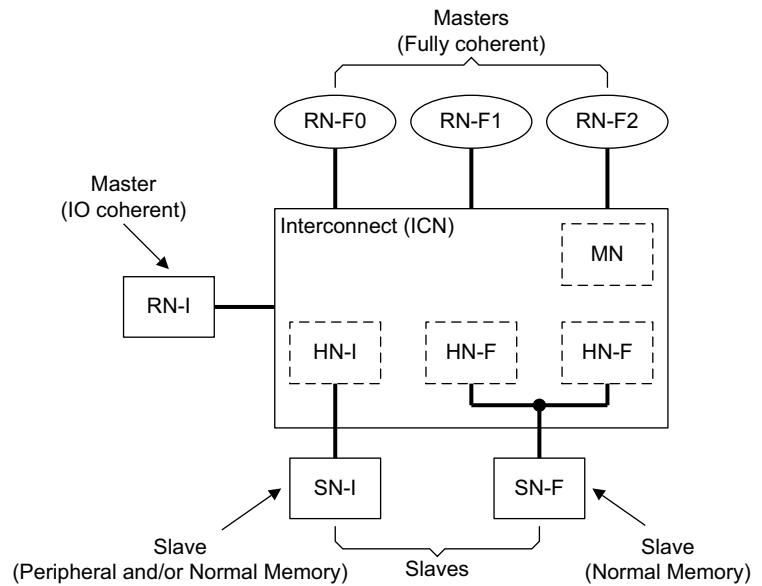 Masters
(Fully coherent)
RN-F0
RN-F1
RN-F2
Master
(IO coherent)
Interconnect (ICN)
MN
RN-I
HN-I
HN-F
HN-F
SN-I
SN-F
Slave
(Peripheral and/or Normal Memory)
Slaves
Slave
(Normal Memory)